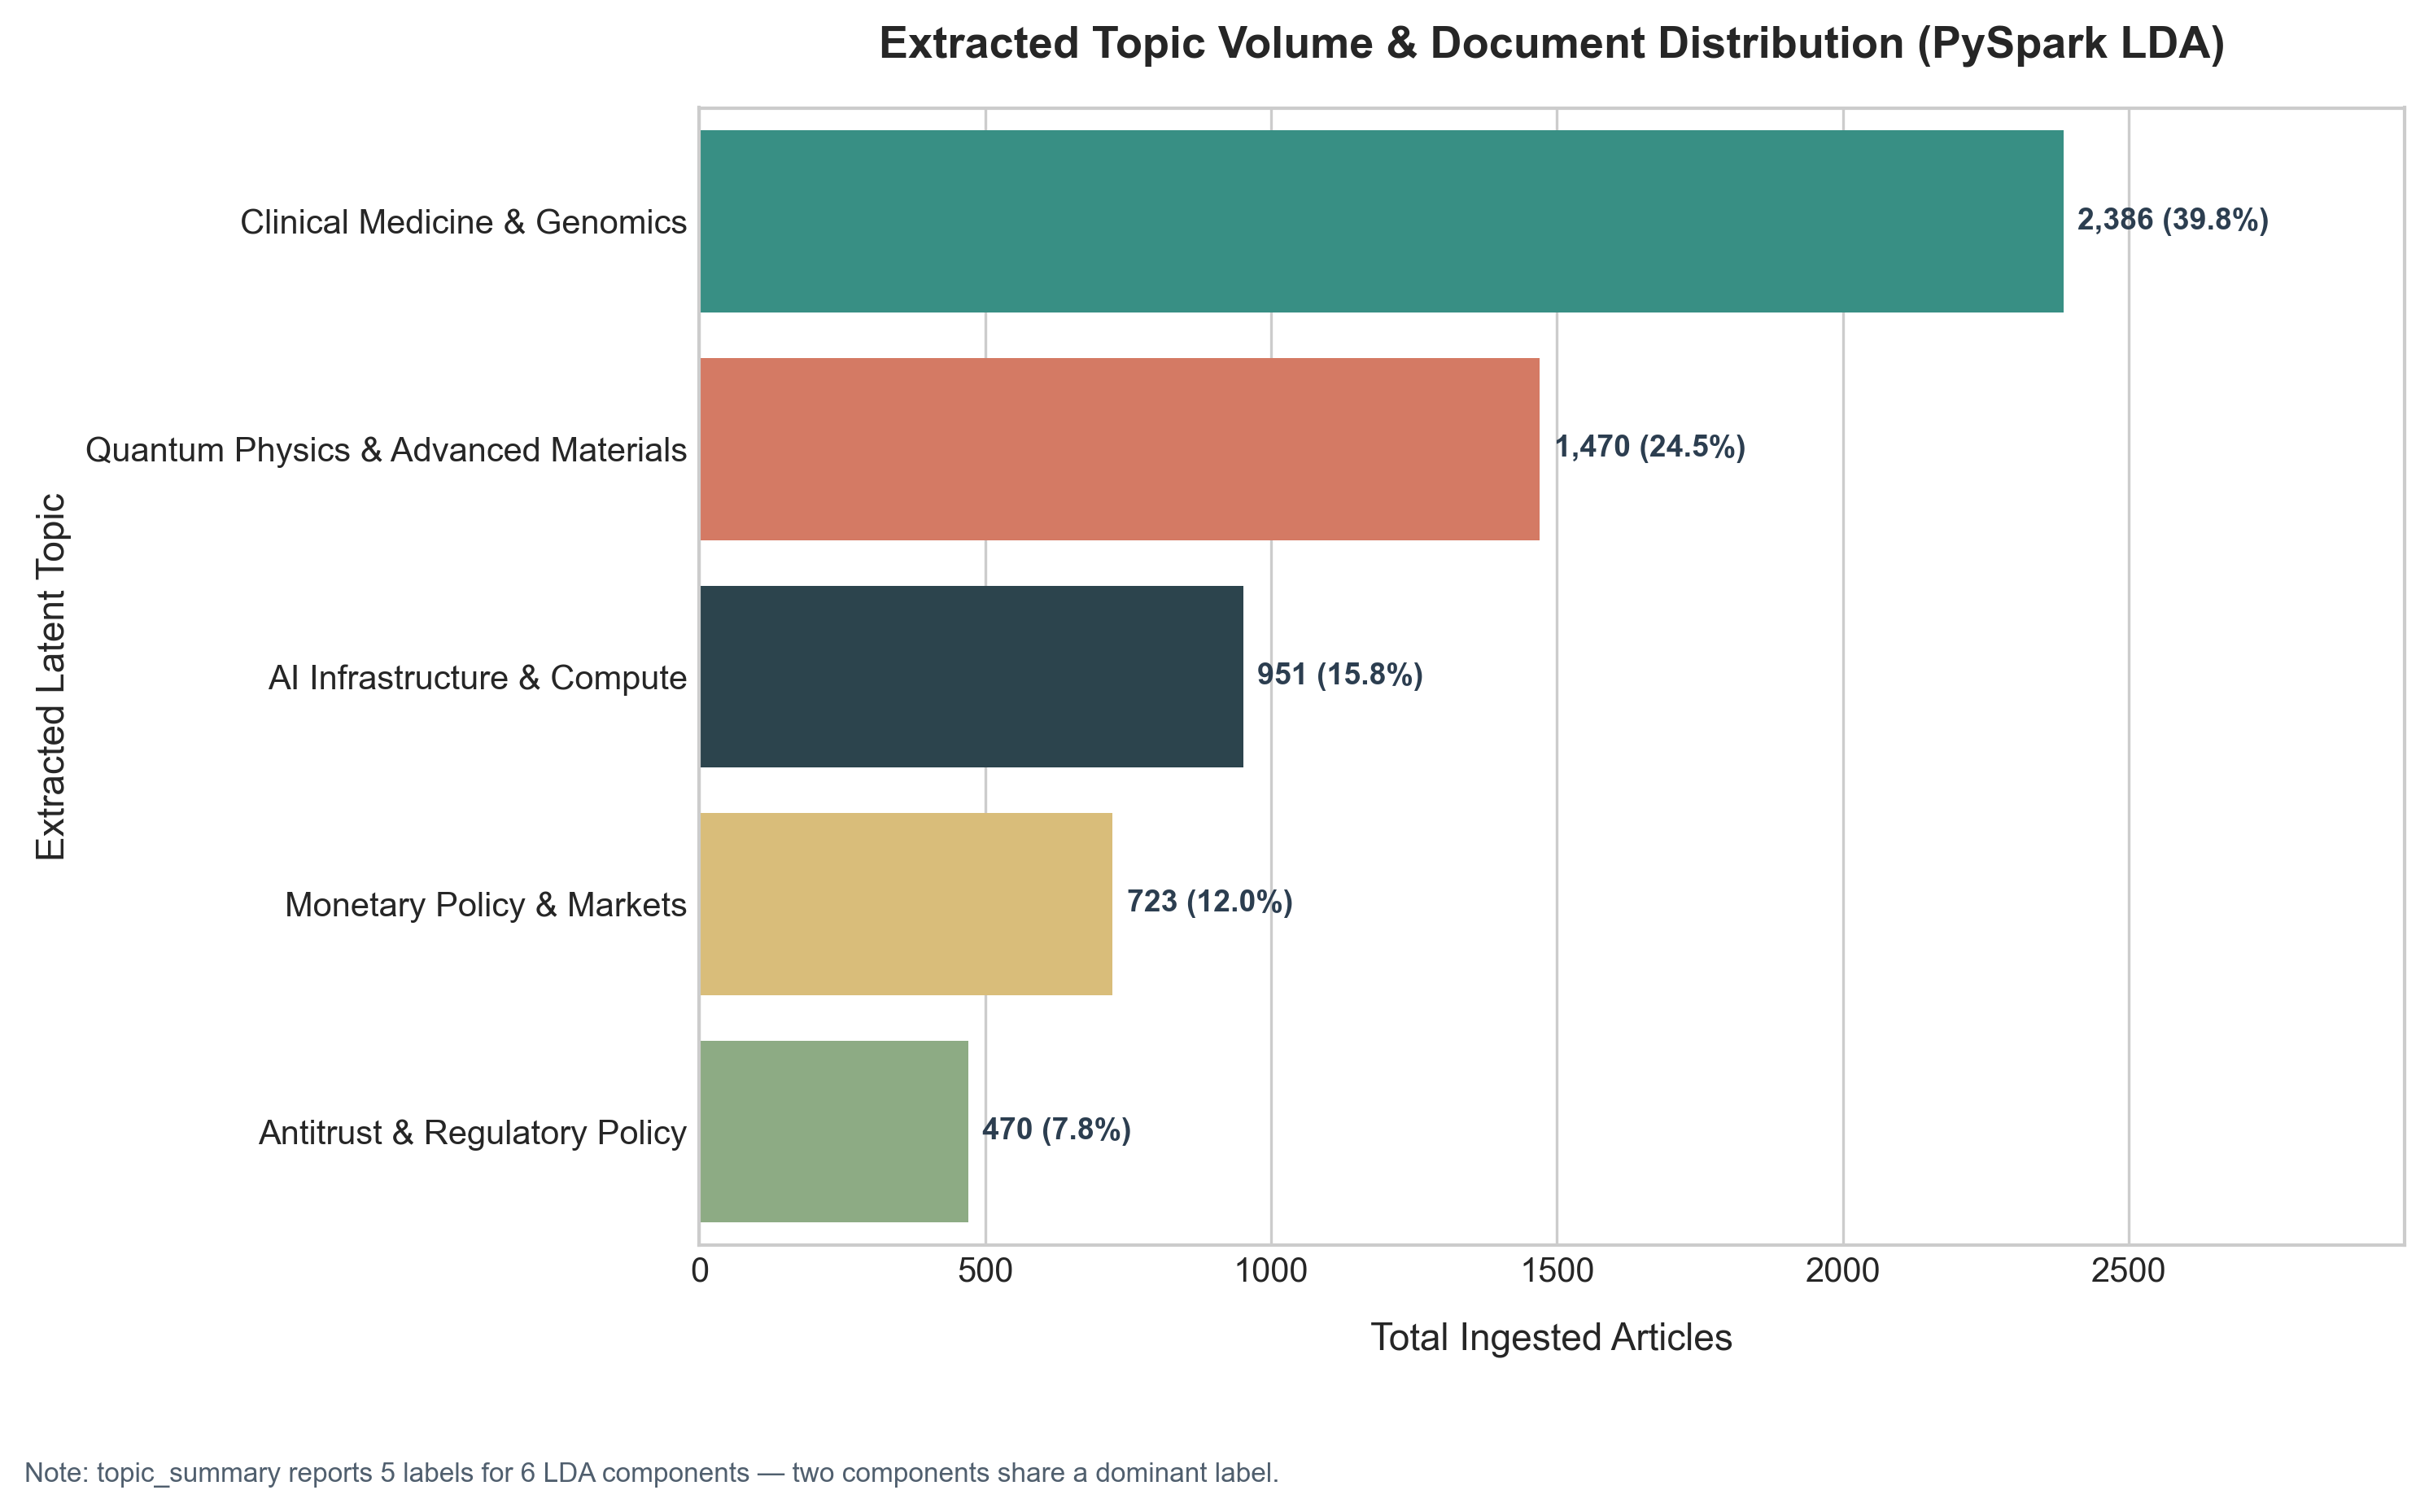 Extracted Topic Volume & Document Distribution (PySpark LDA)
Extracted Latent Topic
Clinical Medicine & Genomics
2,386 (39.8%)
Quantum Physics & Advanced Materials
1,470 (24.5%)
AI Infrastructure & Compute
951 (15.8%)
Monetary Policy & Markets
723 (12.0%)
Antitrust & Regulatory Policy
470 (7.8%)
0 500 1000 1500 2000 2500
Total Ingested Articles
Note: topic_summary reports 5 labels for 6 LDA components — two components share a dominant label.